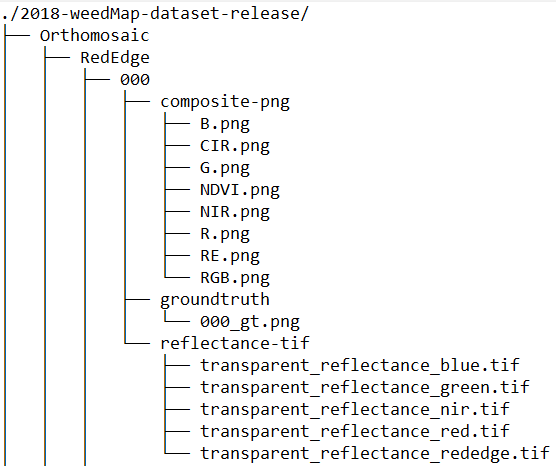 ./2018-weedMap-dataset-release/
Orthomosaic
RedEdge
000
composite-png
B.png
CIR.png
G.png
NDVI.png
NIR.png
R.png
RE.png
RGB.png
groundtruth
000_gt.png
reflectance-tif
transparent_reflectance_blue.tif
transparent_reflectance_green.tif
transparent_reflectance_nir.tif
transparent_reflectance_red.tif
transparent_reflectance_rededge.tif